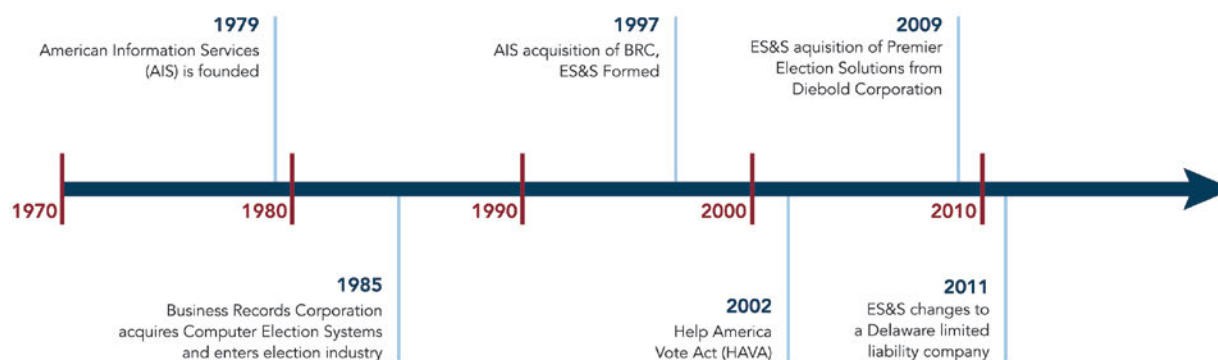 1979
American Information Services
(AIS) is founded
1997
AIS acquisition of BRC,
ES&S Formed
2009
ES&S aquisition of Premier
Election Solutions from
Diebold Corporation
1970
1980
1990
2000
2010
1985
Business Records Corporation
acquires Computer Election Systems
and enters election industry
2002
Help America
Vote Act (HAVA)
2011
ES&S changes to
a Delaware limited
liability company